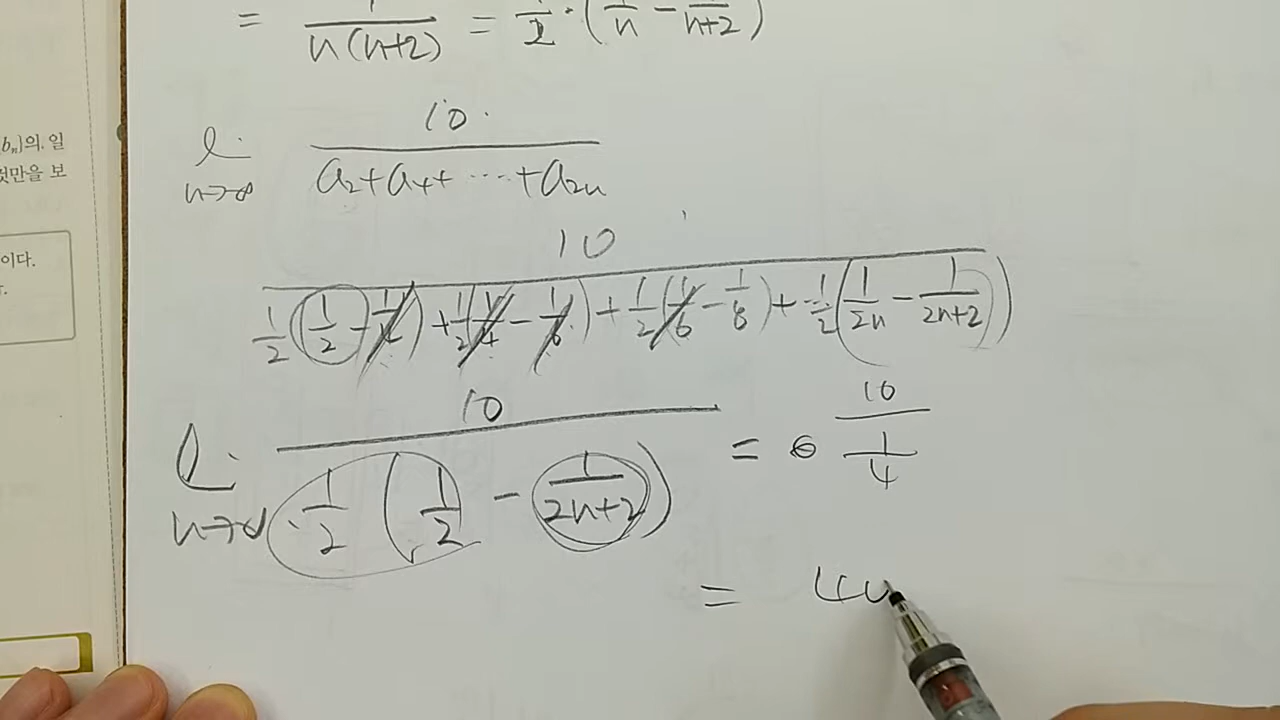 = 1/(n(n+2)) = 1/2 · (1/n - 1/(n+2))
b_n)의 일
것만을 보
lim n→∞ 10/(a₂+a₄+ ⋯ +a₂ₙ)
이다.
10/(1/2(1/2 - 1/4) + 1/2(1/4 - 1/6) + 1/2(1/6 - 1/8) + ·1/2(1/2n - 1/(2n+2)))
lim n→∞ 10/(1/2(1/2 - 1/(2n+2))) = 10/(1/4)
= 40